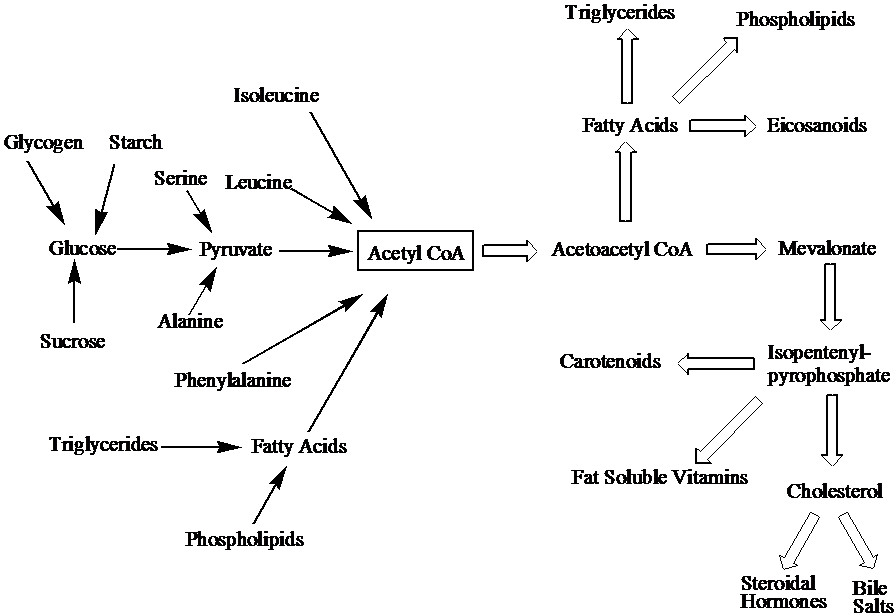 Triglycerides
Phospholipids
Isoleucine
Fatty Acids
Eicosanoids
Glycogen
Starch
Serine
Leucine
Glucose
Pyruvate
Acetyl CoA
Acetoacetyl CoA
Mevalonate
Alanine
Sucrose
Phenylalanine
Carotenoids
Isopentenyl-
pyrophosphate
Triglycerides
Fatty Acids
Fat Soluble Vitamins
Cholesterol
Phospholipids
Steroidal
Hormones
Bile
Salts